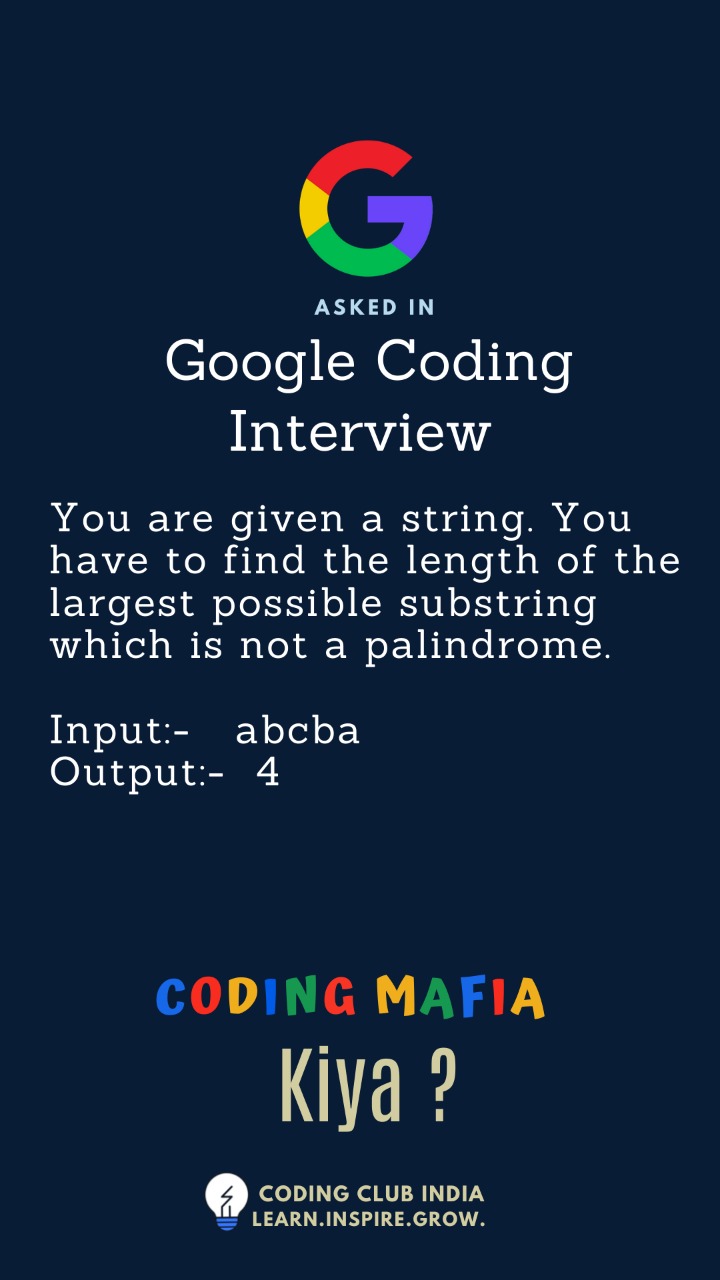 ASKED IN
Google Coding
Interview
You are given a string. You
have to find the length of the
largest possible substring
which is not a palindrome.
Input:- abcba
Output:- 4
CODING MAFIA
Kiya ?
CODING CLUB INDIA
LEARN.INSPIRE.GROW.